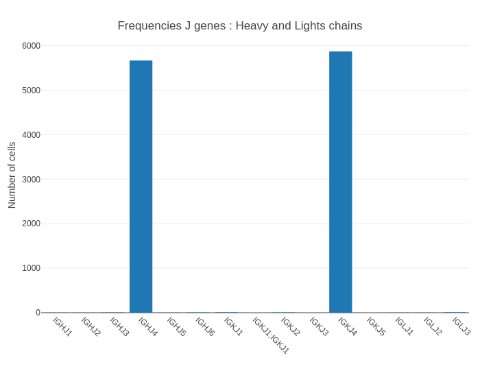 Frequencies J genes : Heavy and Lights chains
Number of cells
6000
5000
4000
3000
2000
1000
0
IGHJ1
IGHJ2
IGHJ3
IGHJ4
IGHJ5
IGHJ6
IGKJ1
IGKJ1;IGKJ1
IGKJ2
IGKJ3
IGKJ4
IGKJ5
IGLJ1
IGLJ2
IGLJ3